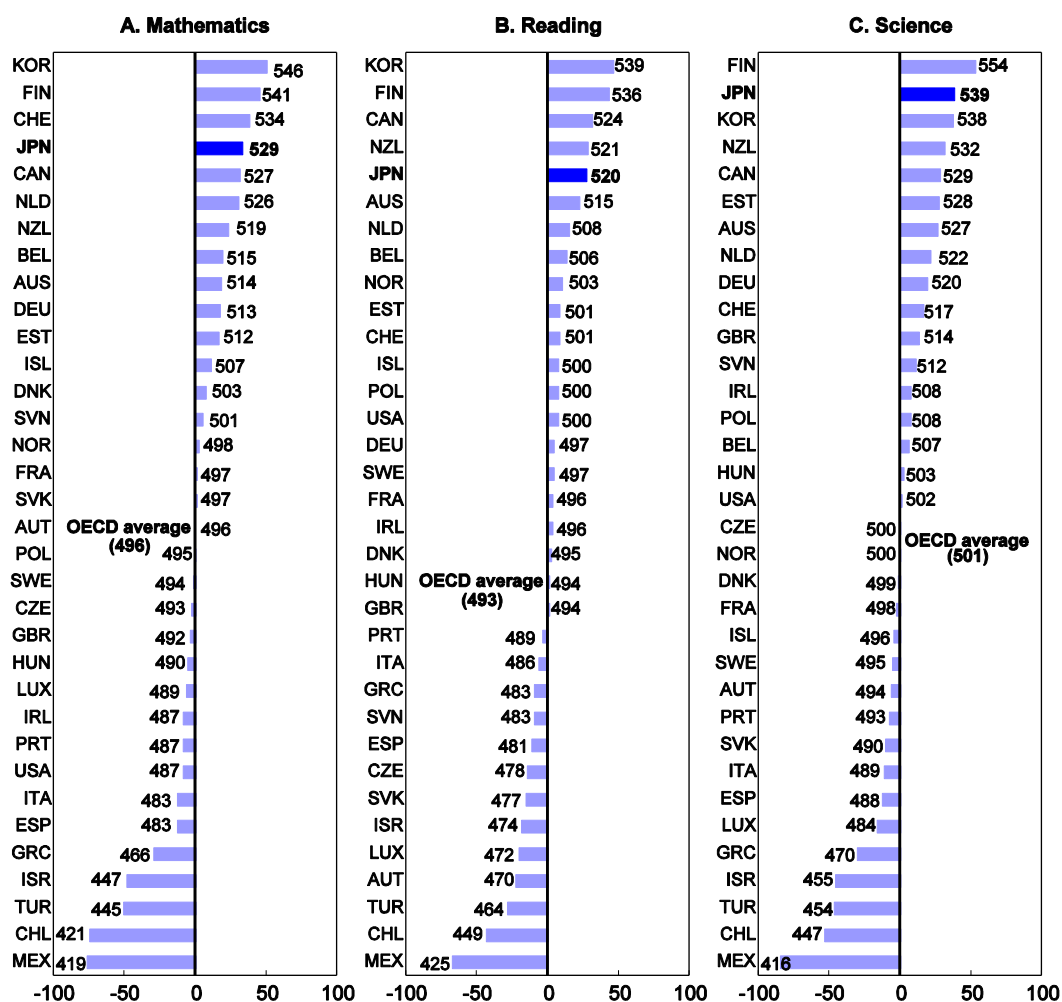 A. Mathematics
KOR 546
FIN 541
CHE 534
JPN 529
CAN 527
NLD 526
NZL 519
BEL 515
AUS 514
DEU 513
EST 512
ISL 507
DNK 503
SVN 501
NOR 498
FRA 497
SVK 497
AUT 496
OECD average
(496)
POL 495
SWE 494
CZE 493
GBR 492
HUN 490
LUX 489
IRL 487
PRT 487
USA 487
ITA 483
ESP 483
GRC 466
ISR 447
TUR 445
CHL 421
MEX 419
-100 -50 0 50 100
B. Reading
KOR 539
FIN 536
CAN 524
NZL 521
JPN 520
AUS 515
NLD 508
BEL 506
NOR 503
EST 501
CHE 501
ISL 500
POL 500
USA 500
DEU 497
SWE 497
FRA 496
IRL 496
DNK 495
HUN 494
OECD average
(493)
GBR 494
PRT 489
ITA 486
GRC 483
SVN 483
ESP 481
CZE 478
SVK 477
ISR 474
LUX 472
AUT 470
TUR 464
CHL 449
MEX 425
-100 -50 0 50 100
C. Science
FIN 554
JPN 539
KOR 538
NZL 532
CAN 529
EST 528
AUS 527
NLD 522
DEU 520
CHE 517
GBR 514
SVN 512
IRL 508
POL 508
BEL 507
HUN 503
USA 502
CZE 500
OECD average
(501)
NOR 500
DNK 499
FRA 498
ISL 496
SWE 495
AUT 494
PRT 493
SVK 490
ITA 489
ESP 488
LUX 484
GRC 470
ISR 455
TUR 454
CHL 447
MEX 416
-100 -50 0 50 100